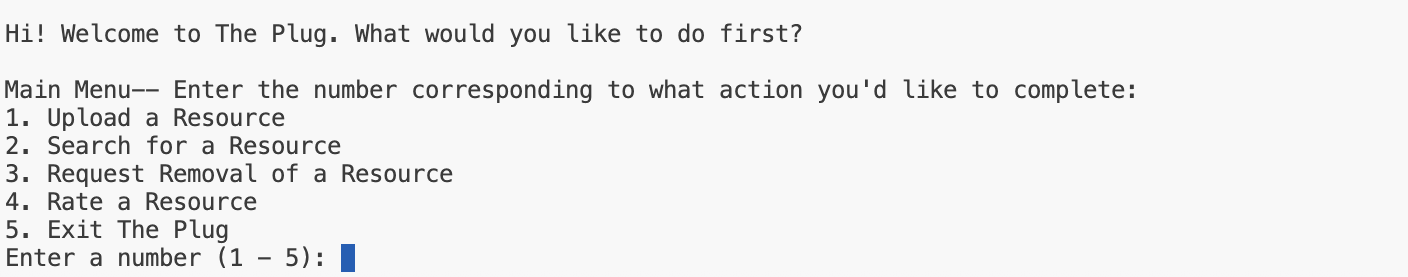 Hi! Welcome to The Plug. What would you like to do first?
Main Menu-- Enter the number corresponding to what action you'd like to complete:
1. Upload a Resource
2. Search for a Resource
3. Request Removal of a Resource
4. Rate a Resource
5. Exit The Plug
Enter a number (1 - 5):